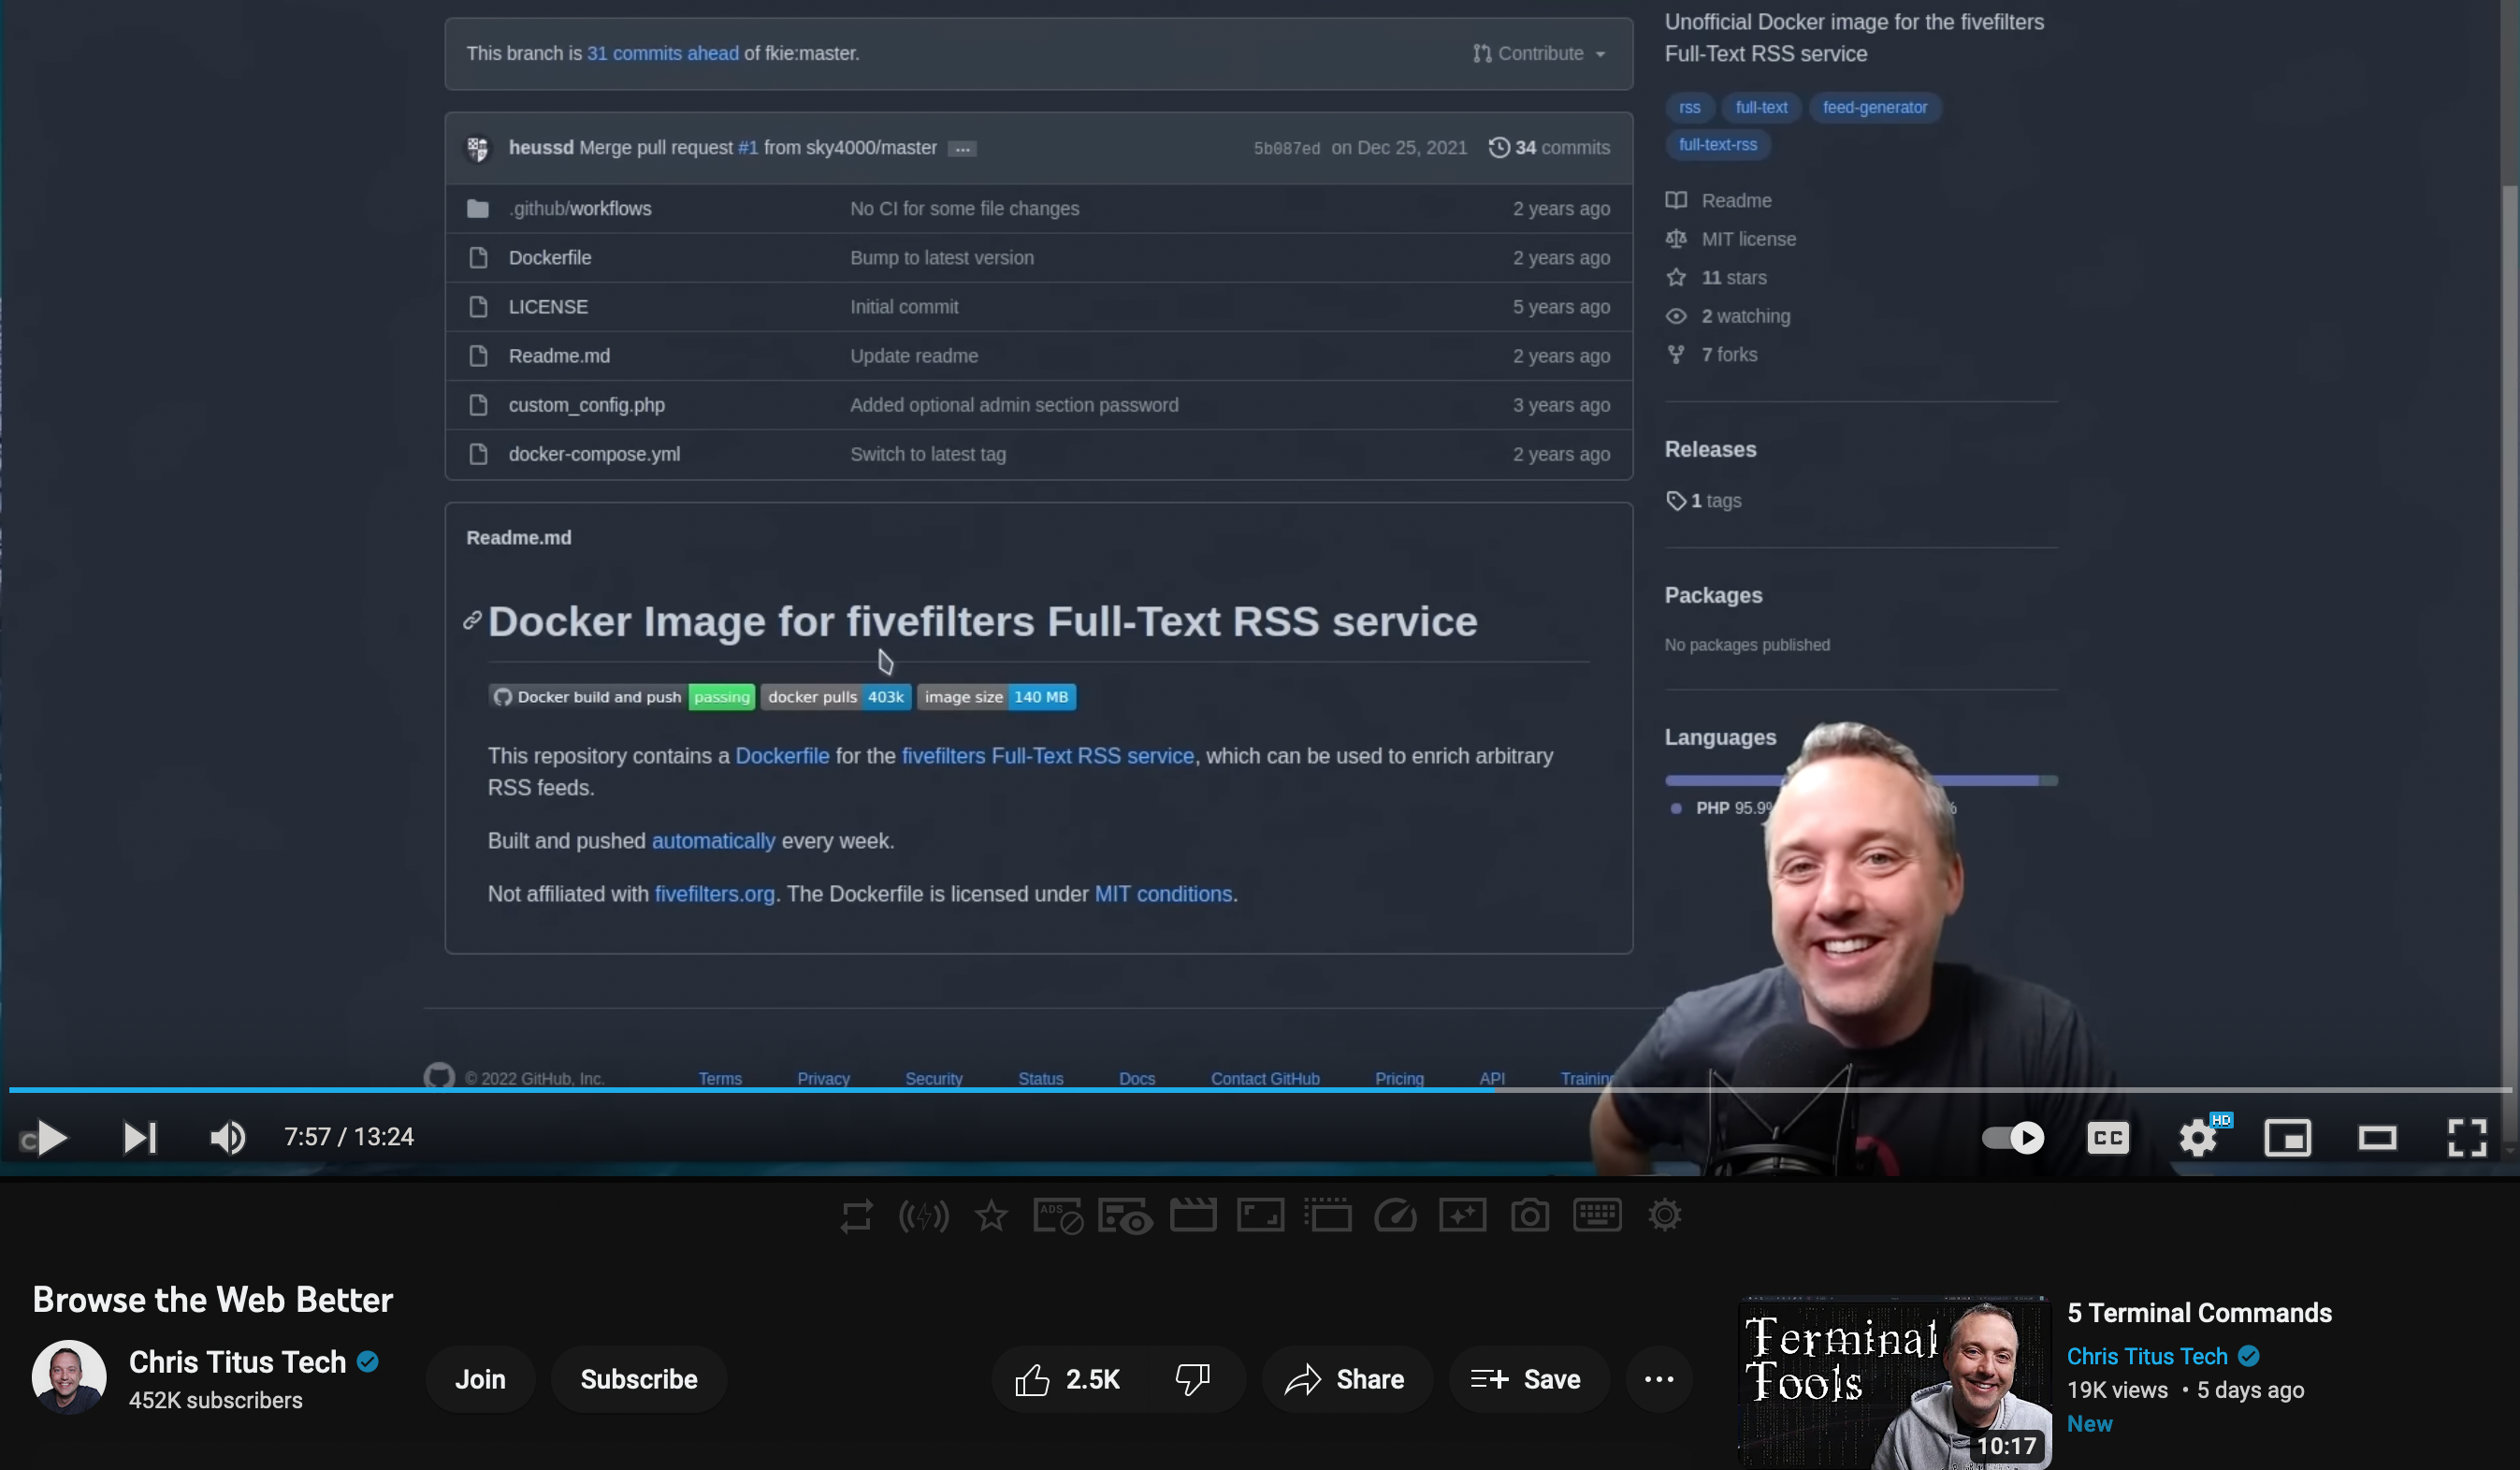 This branch is 31 commits ahead of fkie:master.
Contribute
heussd Merge pull request #1 from sky4000/master ...
5b087ed on Dec 25, 2021
34 commits
.github/workflows No CI for some file changes 2 years ago
Dockerfile Bump to latest version 2 years ago
LICENSE Initial commit 5 years ago
Readme.md Update readme 2 years ago
custom_config.php Added optional admin section password 3 years ago
docker-compose.yml Switch to latest tag 2 years ago
Readme.md
Docker Image for fivefilters Full-Text RSS service
Docker build and push passing docker pulls 403k image size 140 MB
This repository contains a Dockerfile for the fivefilters Full-Text RSS service, which can be used to enrich arbitrary
RSS feeds.
Built and pushed automatically every week.
Not affiliated with fivefilters.org. The Dockerfile is licensed under MIT conditions.
Unofficial Docker image for the fivefilters
Full-Text RSS service
rss full-text feed-generator
full-text-rss
Readme
MIT license
11 stars
2 watching
7 forks
Releases
1 tags
Packages
No packages published
Languages
PHP 95.9%
© 2022 GitHub, Inc. Terms Privacy Security Status Docs Contact GitHub Pricing API Training
7:57 / 13:24
CC
HD
ADS
Browse the Web Better
Chris Titus Tech
452K subscribers
Join
Subscribe
2.5K
Share
Save
Terminal
Tools
10:17
5 Terminal Commands
Chris Titus Tech
19K views • 5 days ago
New